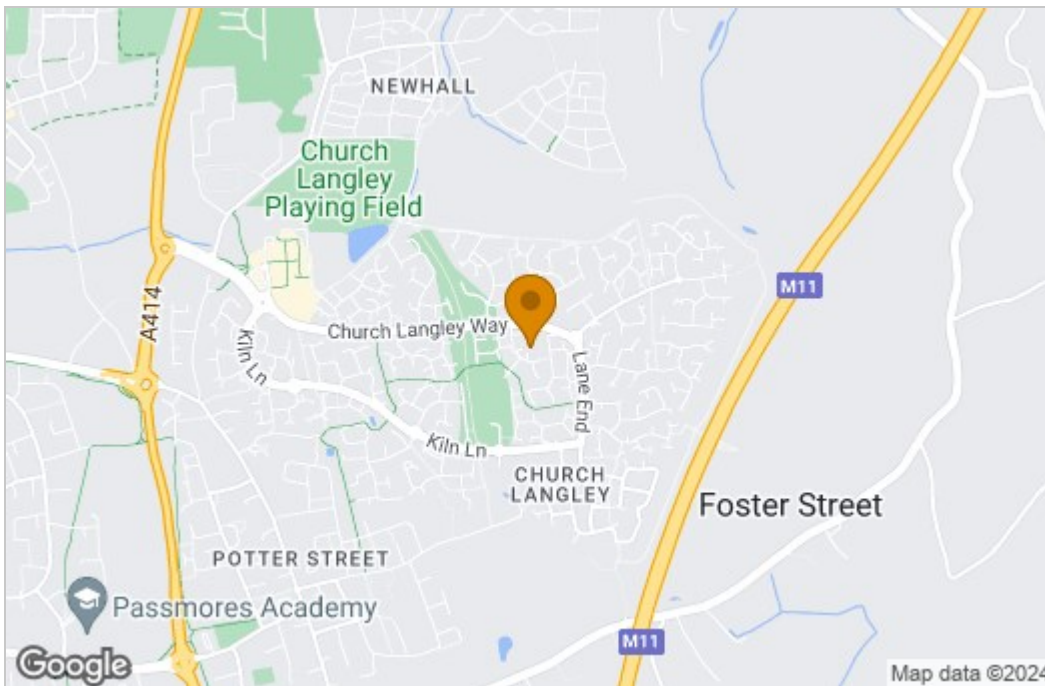 NEWHALL
Church
Langley
Playing Field
M11
A414
Church Langley Way
Kiln Ln
Lane End
Kiln Ln
CHURCH
LANGLEY
Foster Street
POTTER STREET
Passmores Academy
M11
Google
Map data ©2024